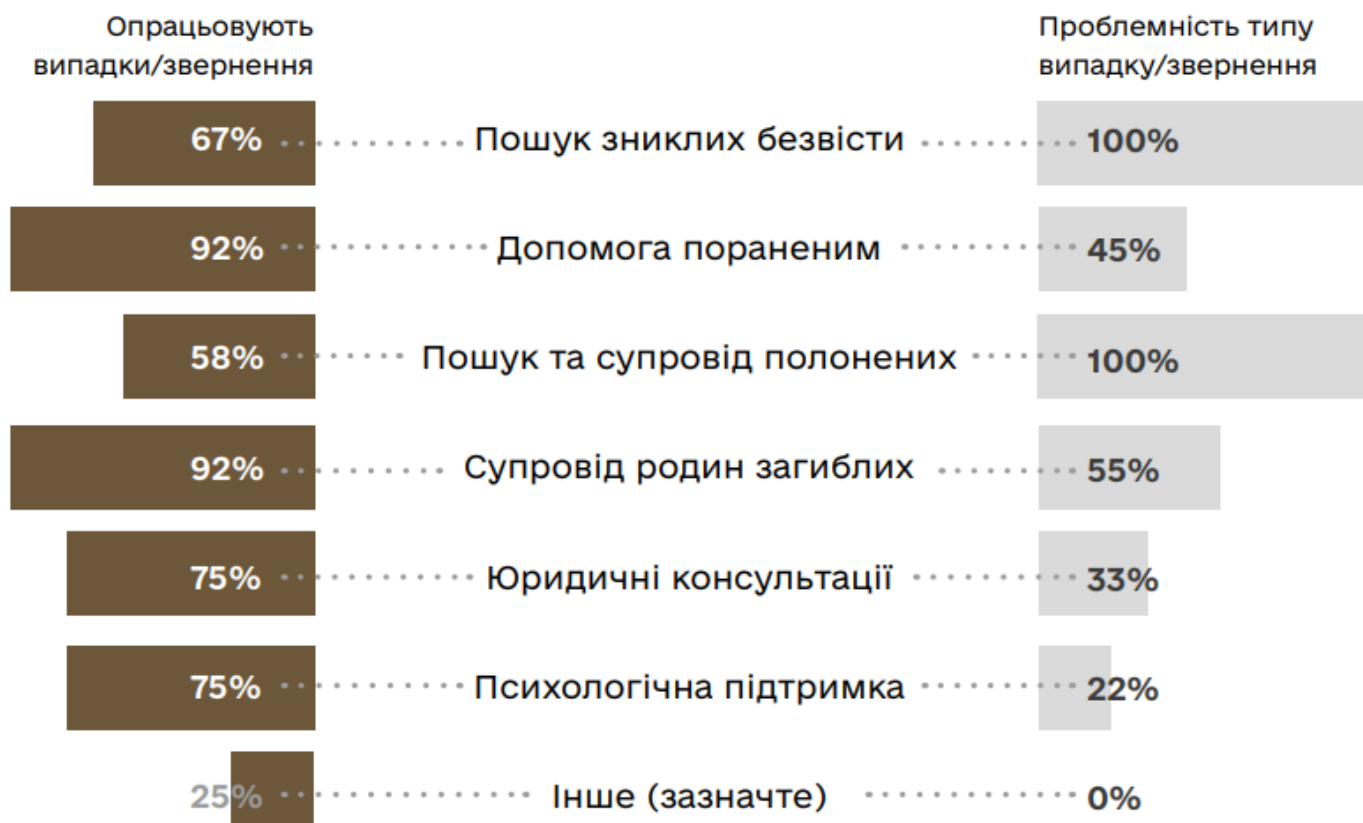 Опрацьовують
випадки/звернення
Проблемність типу
випадку/звернення
67% Пошук зниклих безвісти 100%
92% Допомога пораненим 45%
58% Пошук та супровід полонених 100%
92% Супровід родин загиблих 55%
75% Юридичні консультації 33%
75% Психологічна підтримка 22%
25% Інше (зазначте) 0%